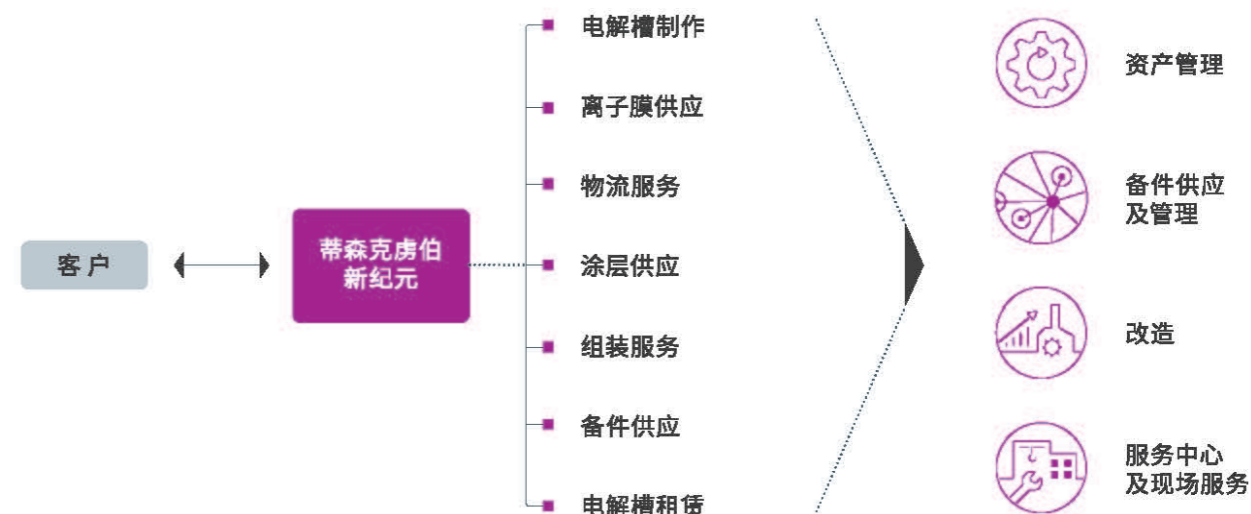 客户
蒂森克虏伯
新纪元
电解槽制作
离子膜供应
物流服务
涂层供应
组装服务
备件供应
电解槽租赁
资产管理
备件供应
及管理
改造
服务中心
及现场服务